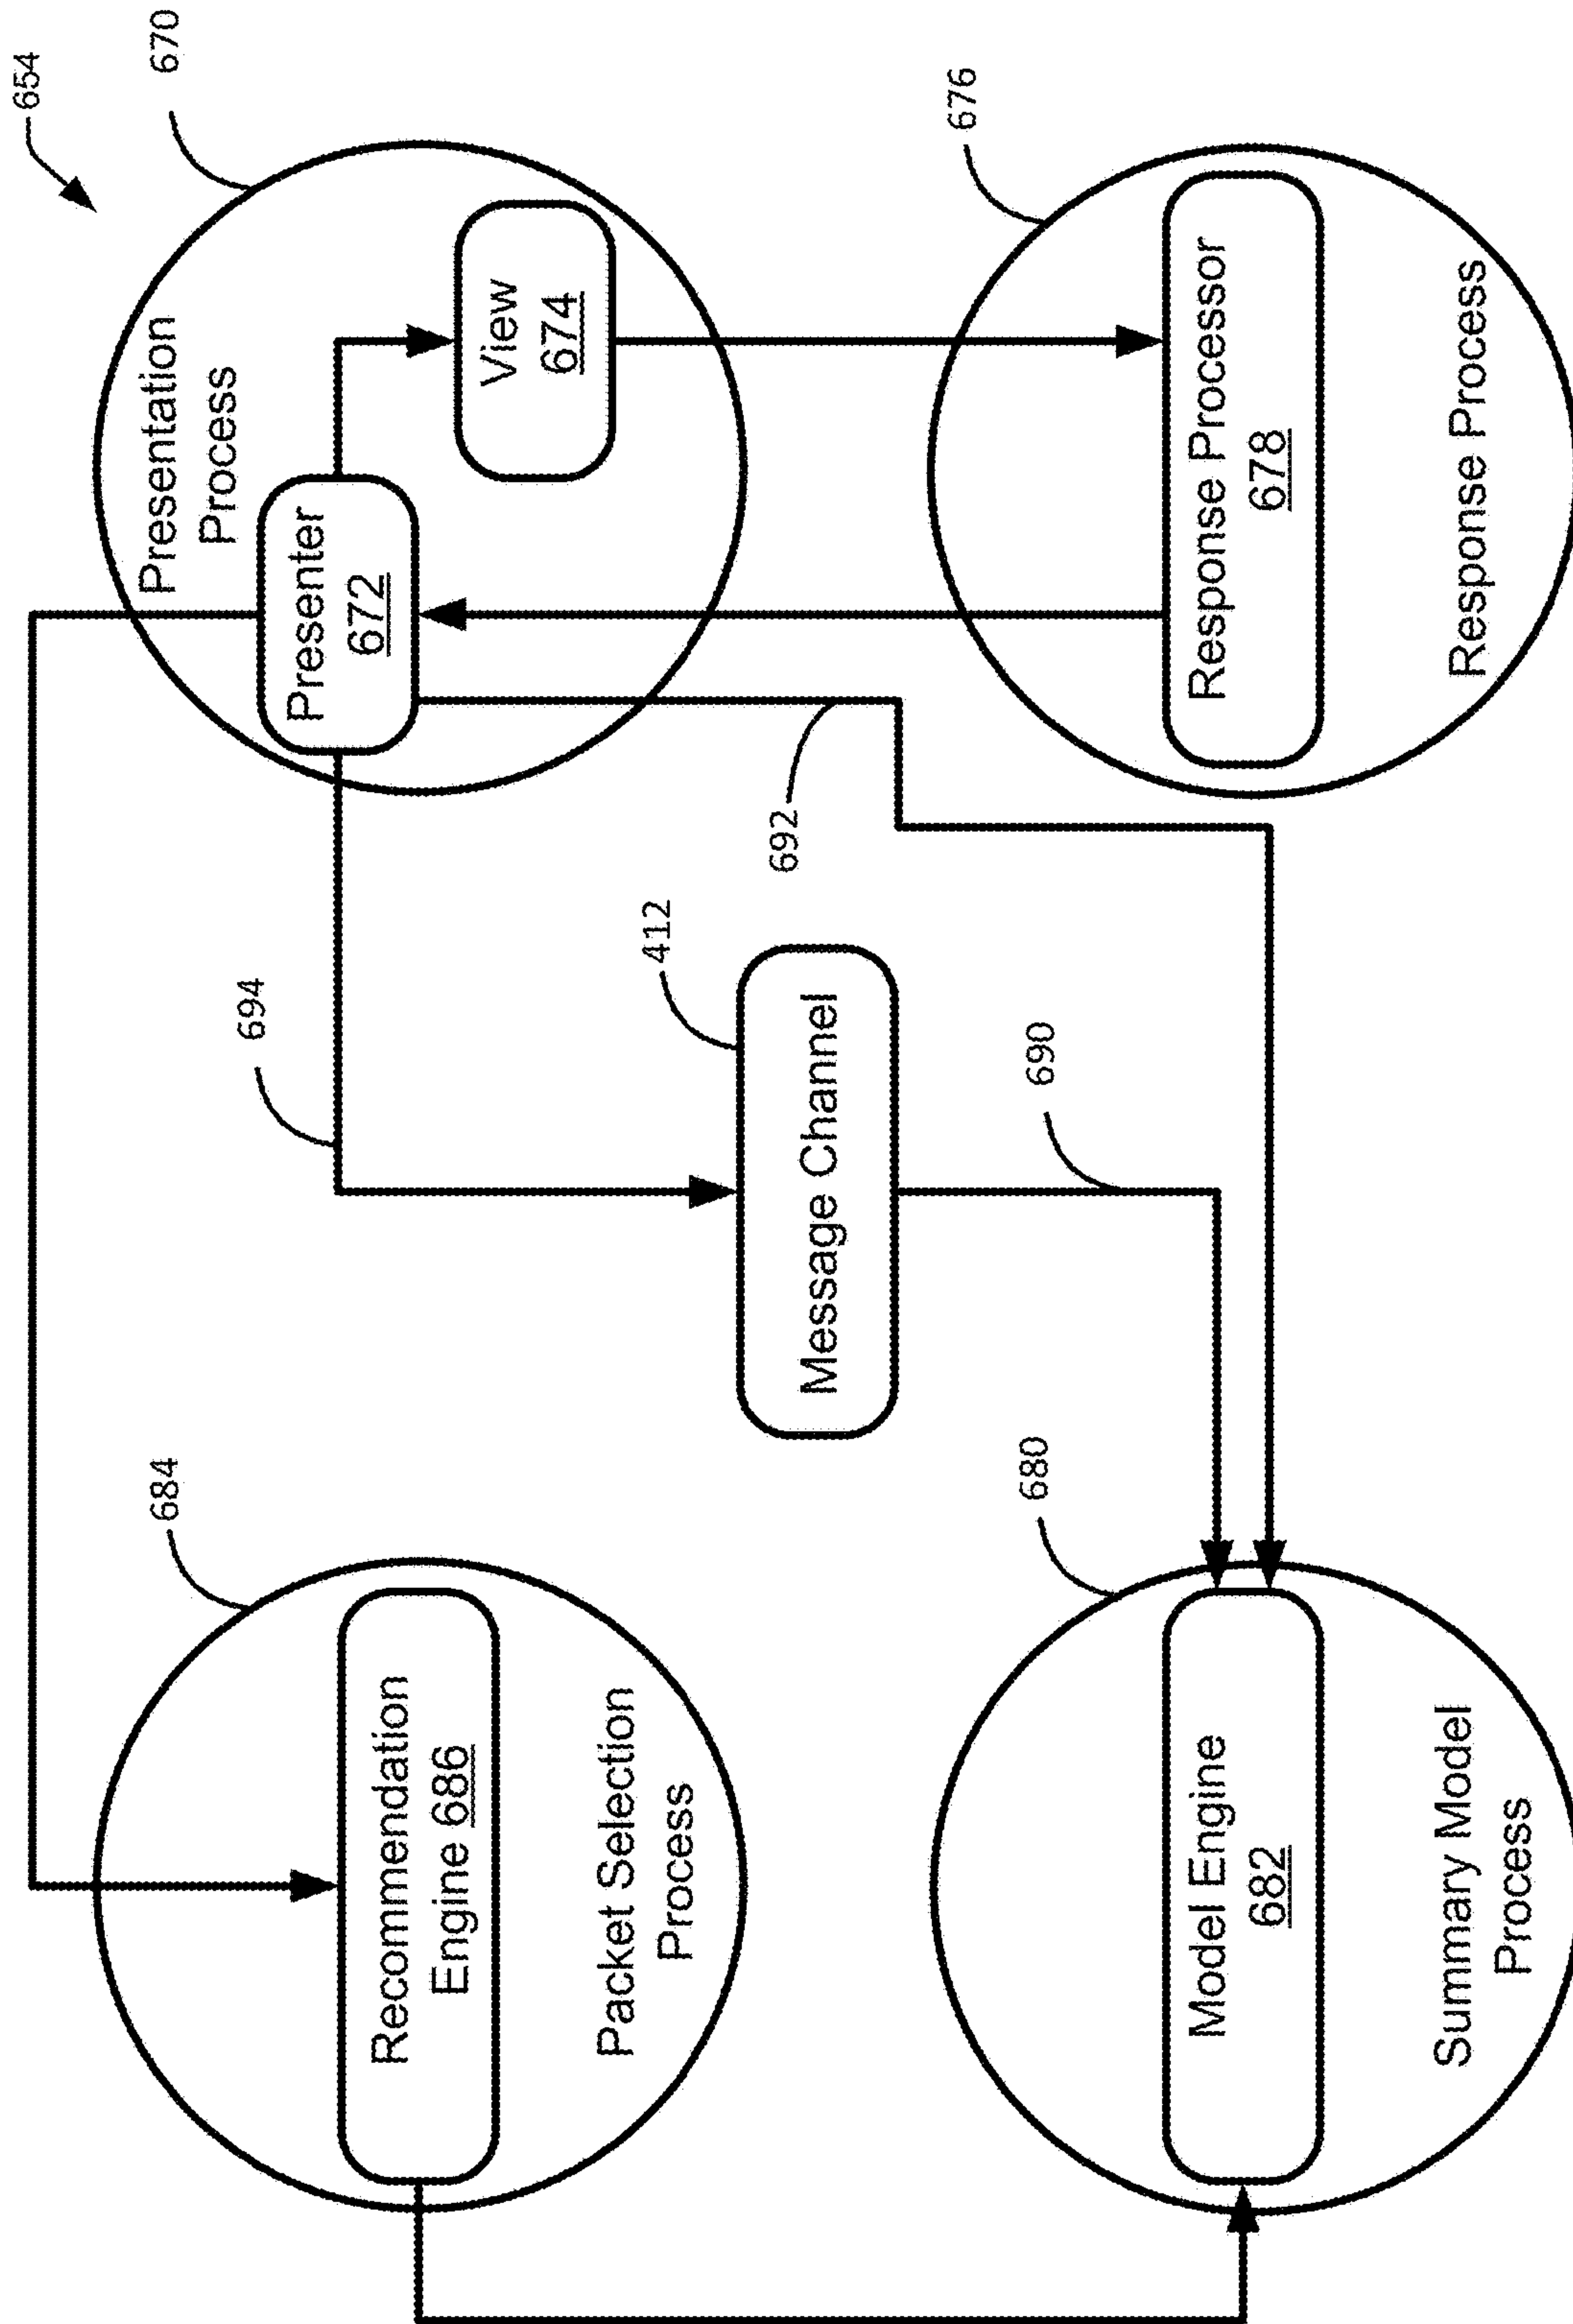 654
684
Recommendation
Engine 686
Packet Selection
Process
694
670
Presentation
Process
Presenter
672
View
674
412
Message Channel
692
690
680
Model Engine
682
Summary Model
Process
676
Response Processor
678
Response Process